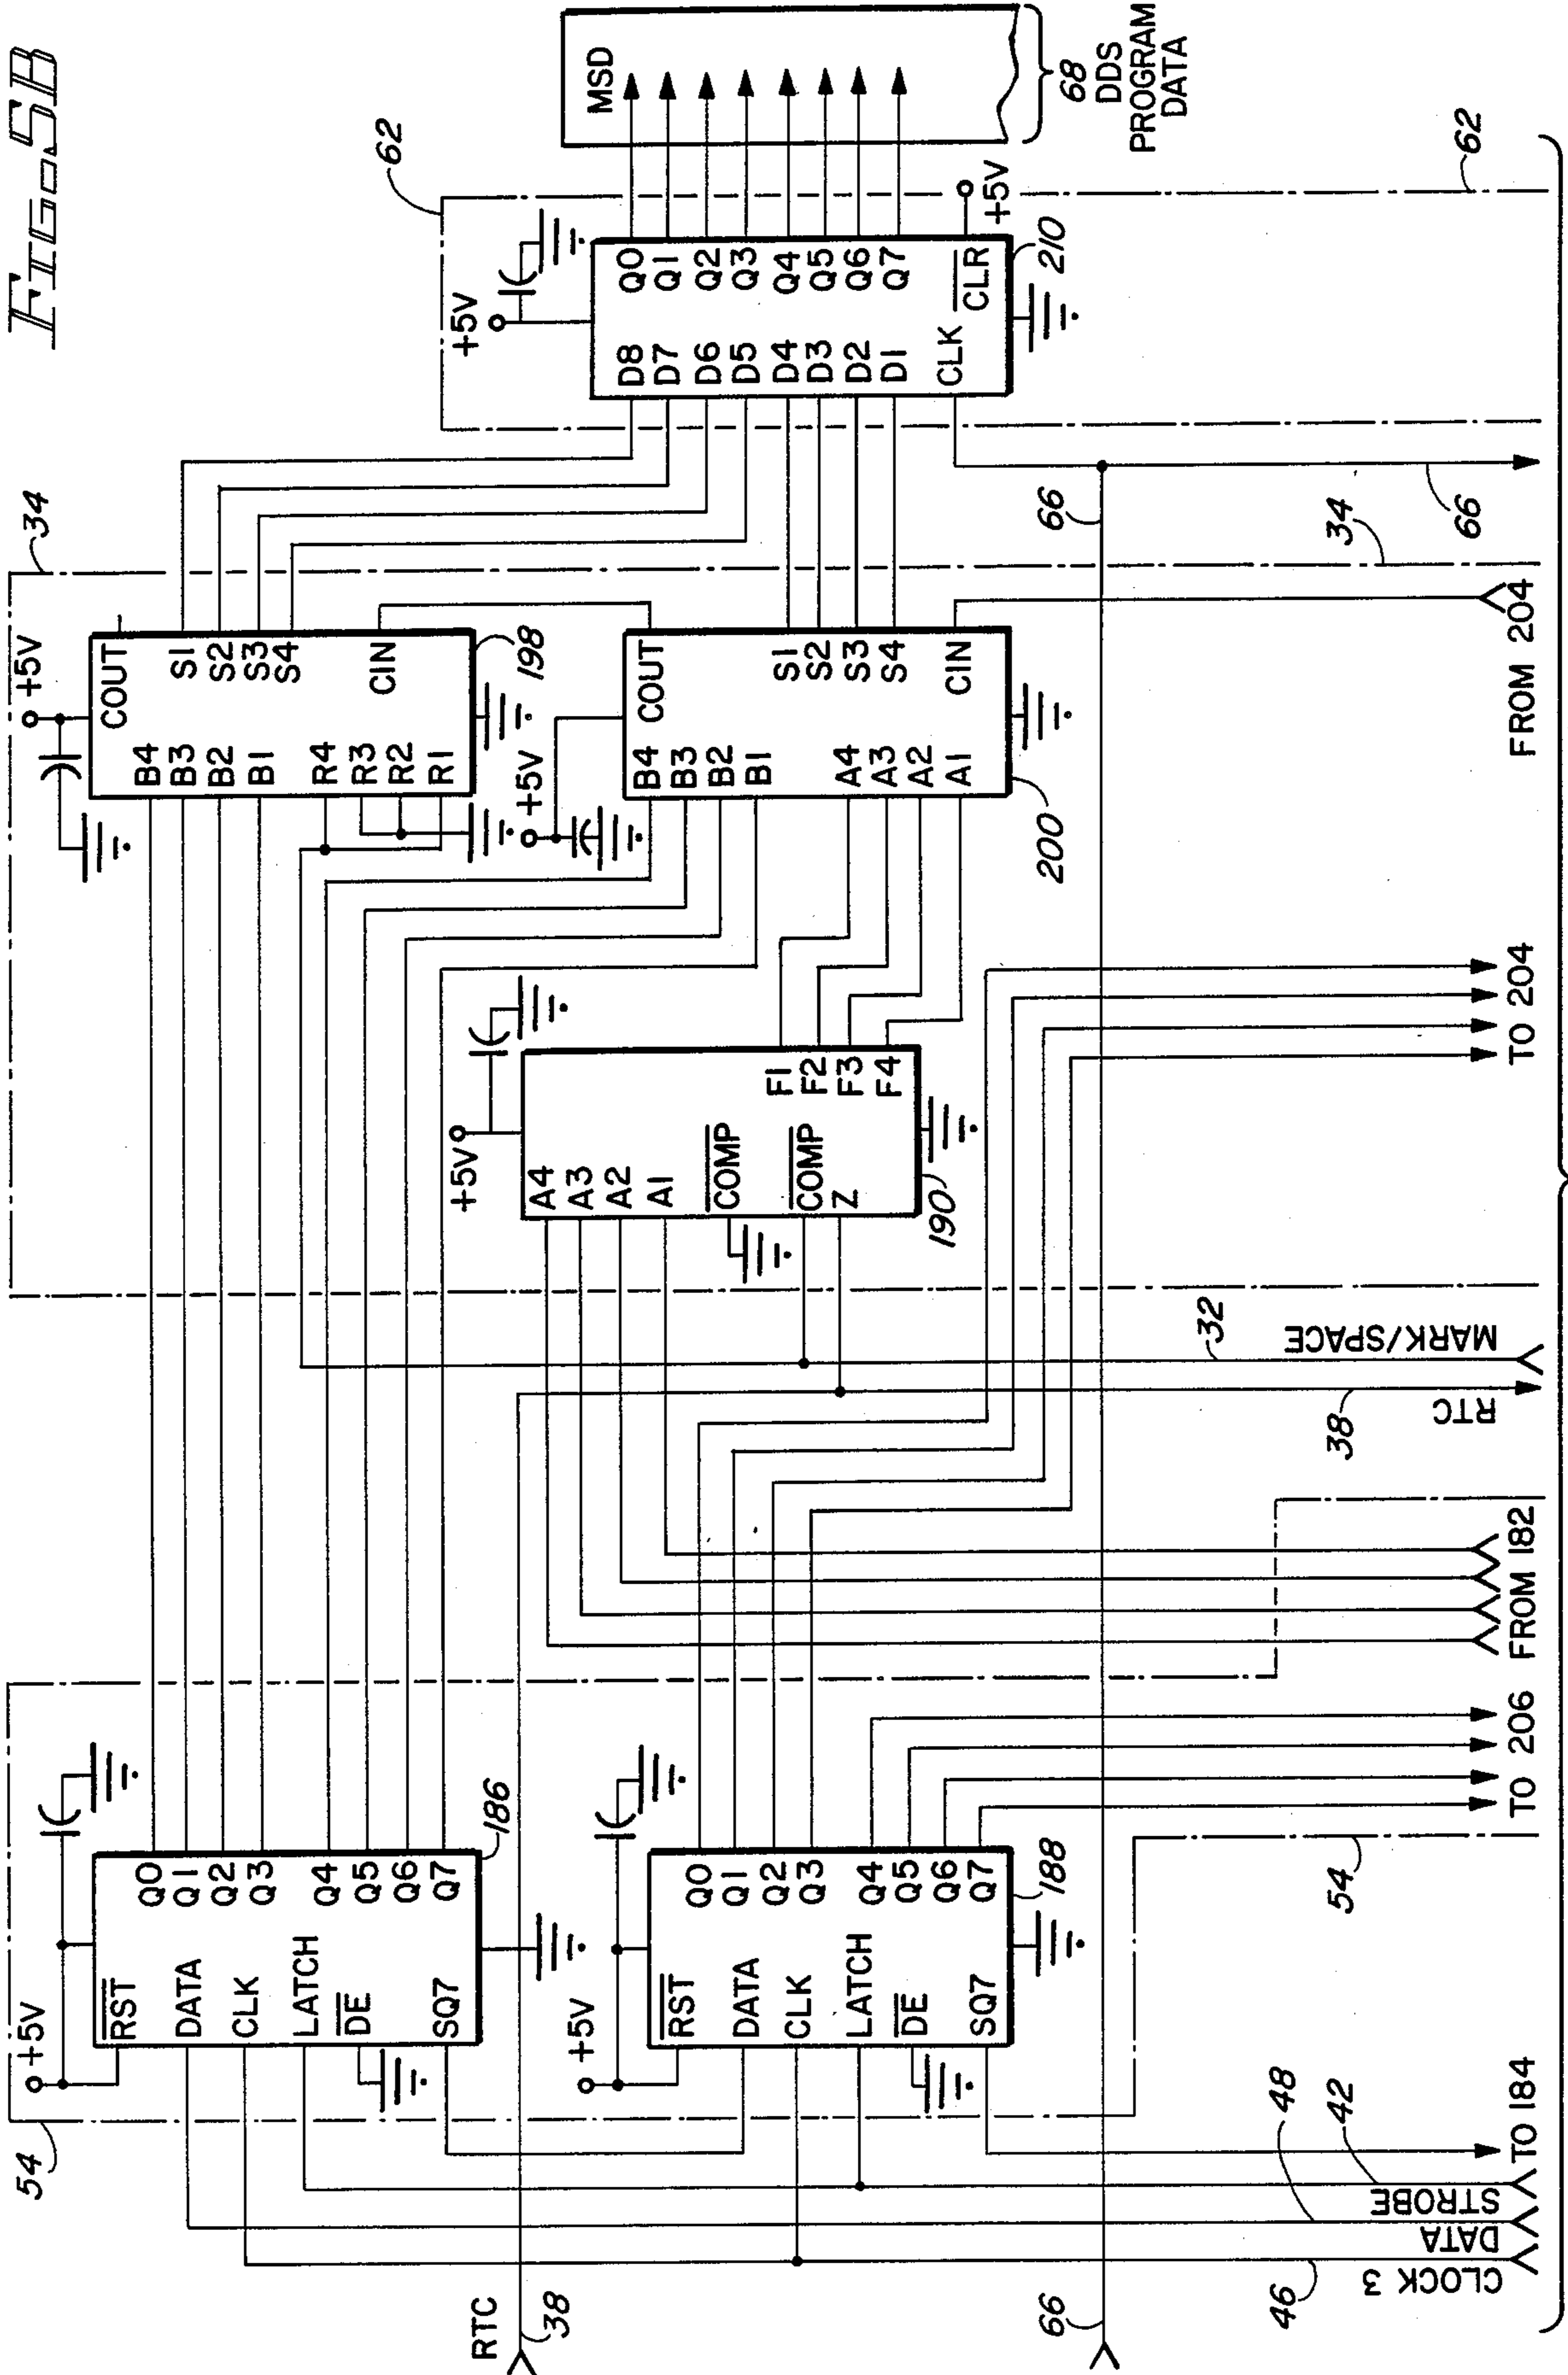 FIG. 5B
54
+5V
RST
DATA
CLK
LATCH
DE
SQ7
Q0
Q1
Q2
Q3
Q4
Q5
Q6
Q7
186
RTC
38
+5V
RST
DATA
CLK
LATCH
DE
SQ7
Q0
Q1
Q2
Q3
Q4
Q5
Q6
Q7
188
54
66
46
CLOCK 3
DATA
48
STROBE
42
TO 184
TO 206
FROM 182
38
RTC
32
MARK/SPACE
+5V
A4
A3
A2
A1
COMP
COMP
Z
F1
F2
F3
F4
190
TO 204
34
+5V
COUT
B4
B3
B2
B1
R4
R3
R2
R1
S1
S2
S3
S4
CIN
198
+5V
COUT
B4
B3
B2
B1
A4
A3
A2
A1
S1
S2
S3
S4
CIN
200
FROM 204
34
66
66
62
+5V
D8
D7
D6
D5
D4
D3
D2
D1
CLK
Q0
Q1
Q2
Q3
Q4
Q5
Q6
Q7
CLR
210
+5V
62
MSD
68
DDS
PROGRAM
DATA